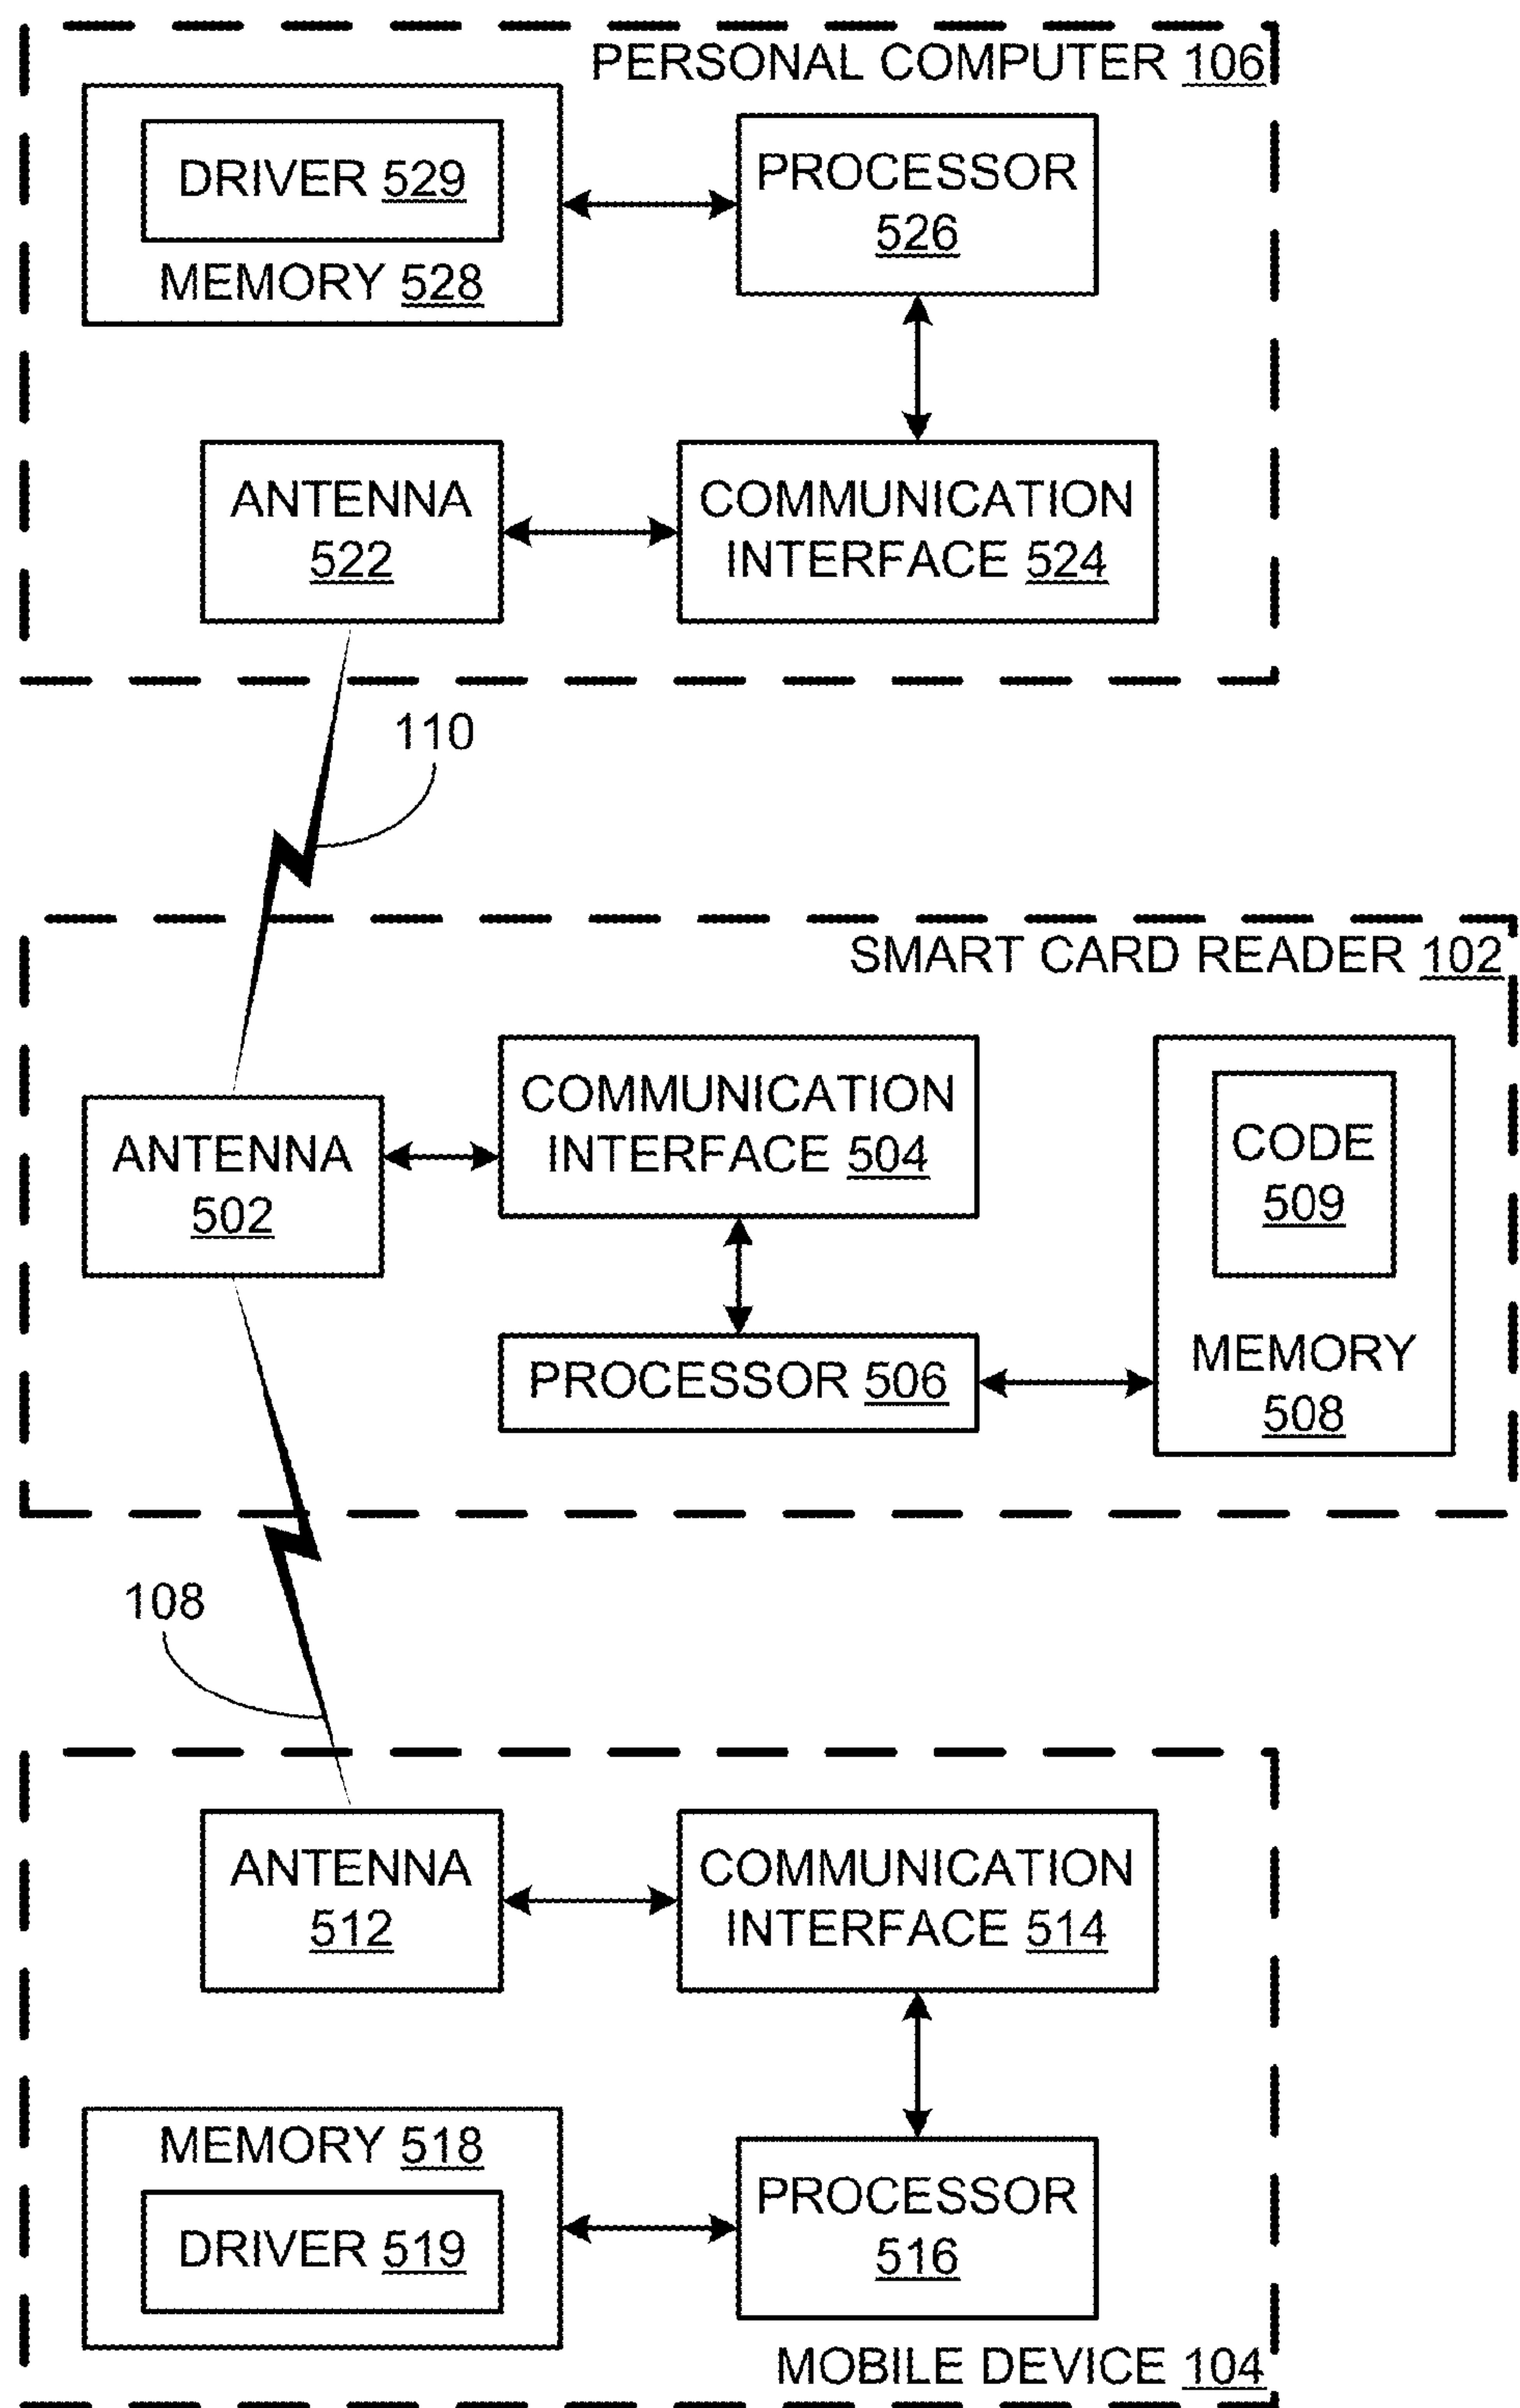 PERSONAL COMPUTER 106
DRIVER 529
MEMORY 528
PROCESSOR
526
ANTENNA
522
COMMUNICATION
INTERFACE 524
110
SMART CARD READER 102
ANTENNA
502
COMMUNICATION
INTERFACE 504
PROCESSOR 506
CODE
509
MEMORY
508
108
ANTENNA
512
COMMUNICATION
INTERFACE 514
MEMORY 518
DRIVER 519
PROCESSOR
516
MOBILE DEVICE 104